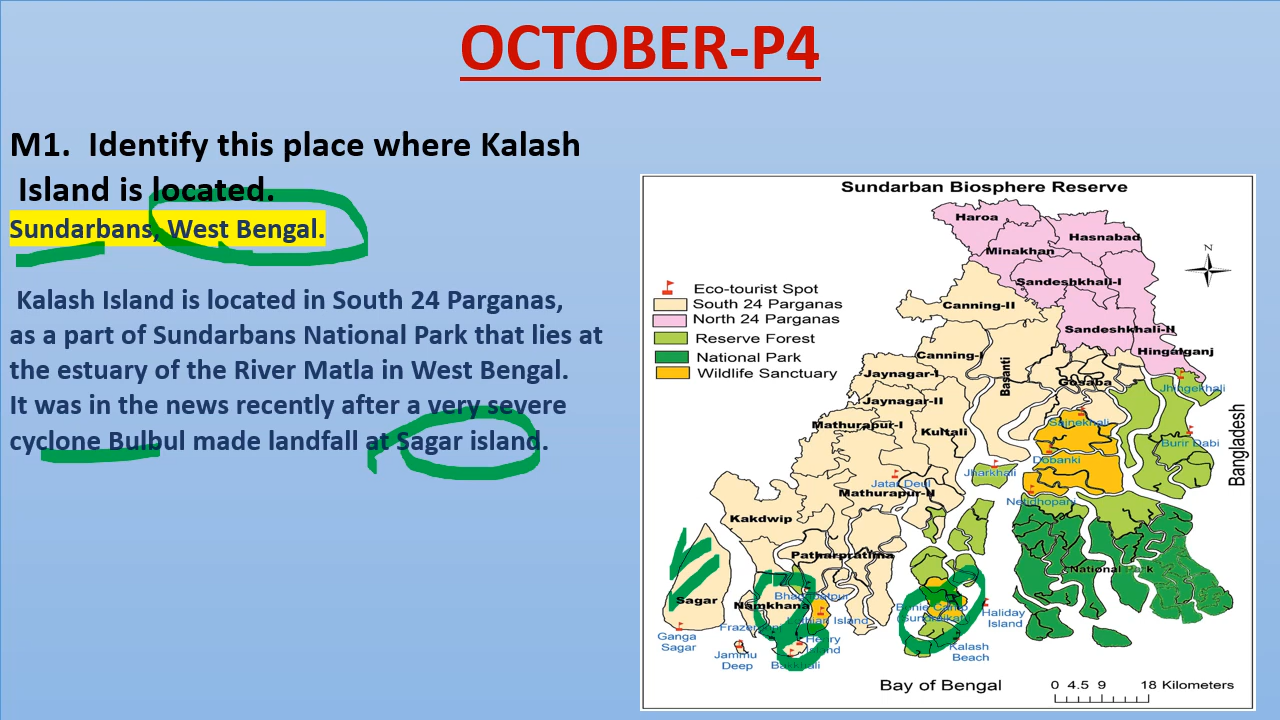 OCTOBER-P4
M1. Identify this place where Kalash
Island is located.
Sundarbans, West Bengal.
Kalash Island is located in South 24 Parganas,
as a part of Sundarbans National Park that lies at
the estuary of the River Matla in West Bengal.
It was in the news recently after a very severe
cyclone Bulbul made landfall at Sagar island.
Sundarban Biosphere Reserve
Haroa
Hasnabad
Minakhan
N
Sandeshkhali-I
Eco-tourist Spot
South 24 Parganas
Canning-II
North 24 Parganas
Sandeshkhali-II
Reserve Forest
Hingalganj
National Park
Canning-I
Wildlife Sanctuary
Jaynagar-I
Basanti
Gosaba
Jhingekhali
Jaynagar-II
Mathurapur-I
Sajnekhali
Kultali
Burir Dabi
Bangladesh
Dobanki
Jharkhali
Jatar Deul
Mathurapur-II
Netidhopani
Kakdwip
Patharpratima
National Park
Sagar
Namkhana
Haliday
Island
Ganga
Sagar
Henry
Island
Jammu
Deep
Bakkhali
Kalash
Beach
Bay of Bengal
0 4.5 9 18 Kilometers